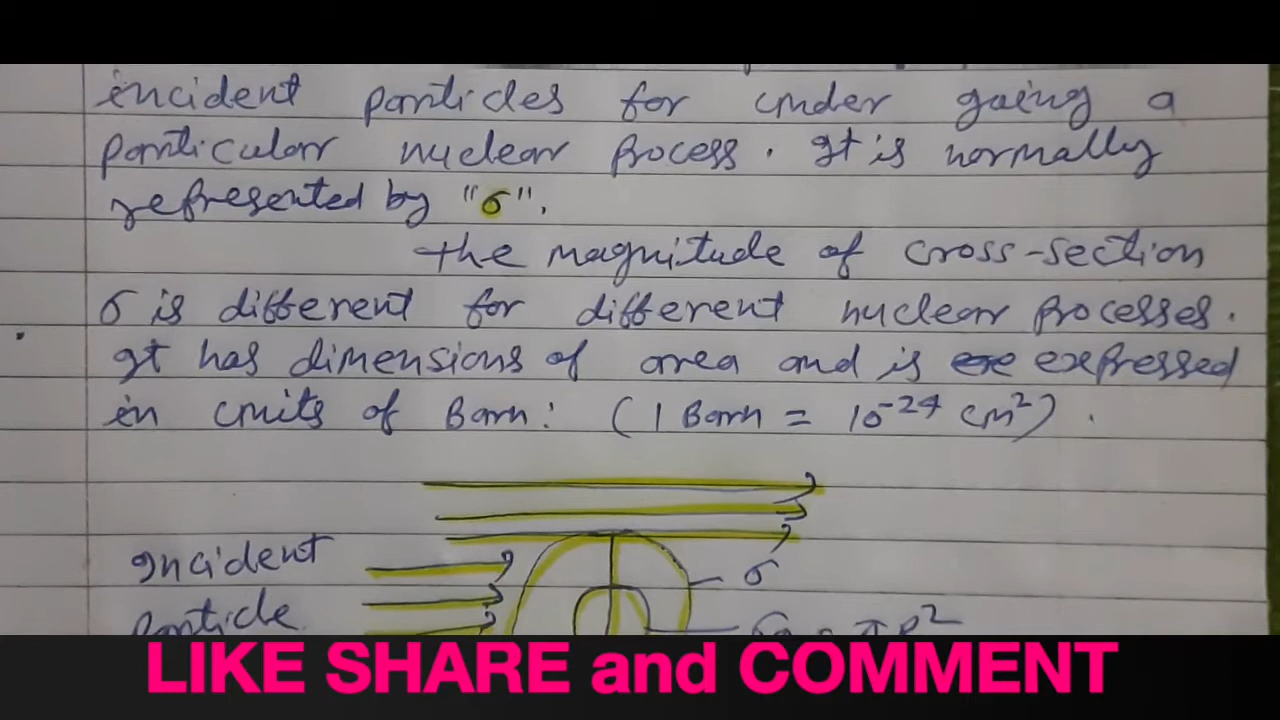 incident particles for under going a
particular nuclear process. It is normally
represented by "σ".
the magnitude of cross-section
σ is different for different nuclear processes.
It has dimensions of area and is expressed
in units of Barn: (1 Barn = 10⁻²⁴ cm²).
Incident
σ
Particle
πR²
LIKE SHARE and COMMENT